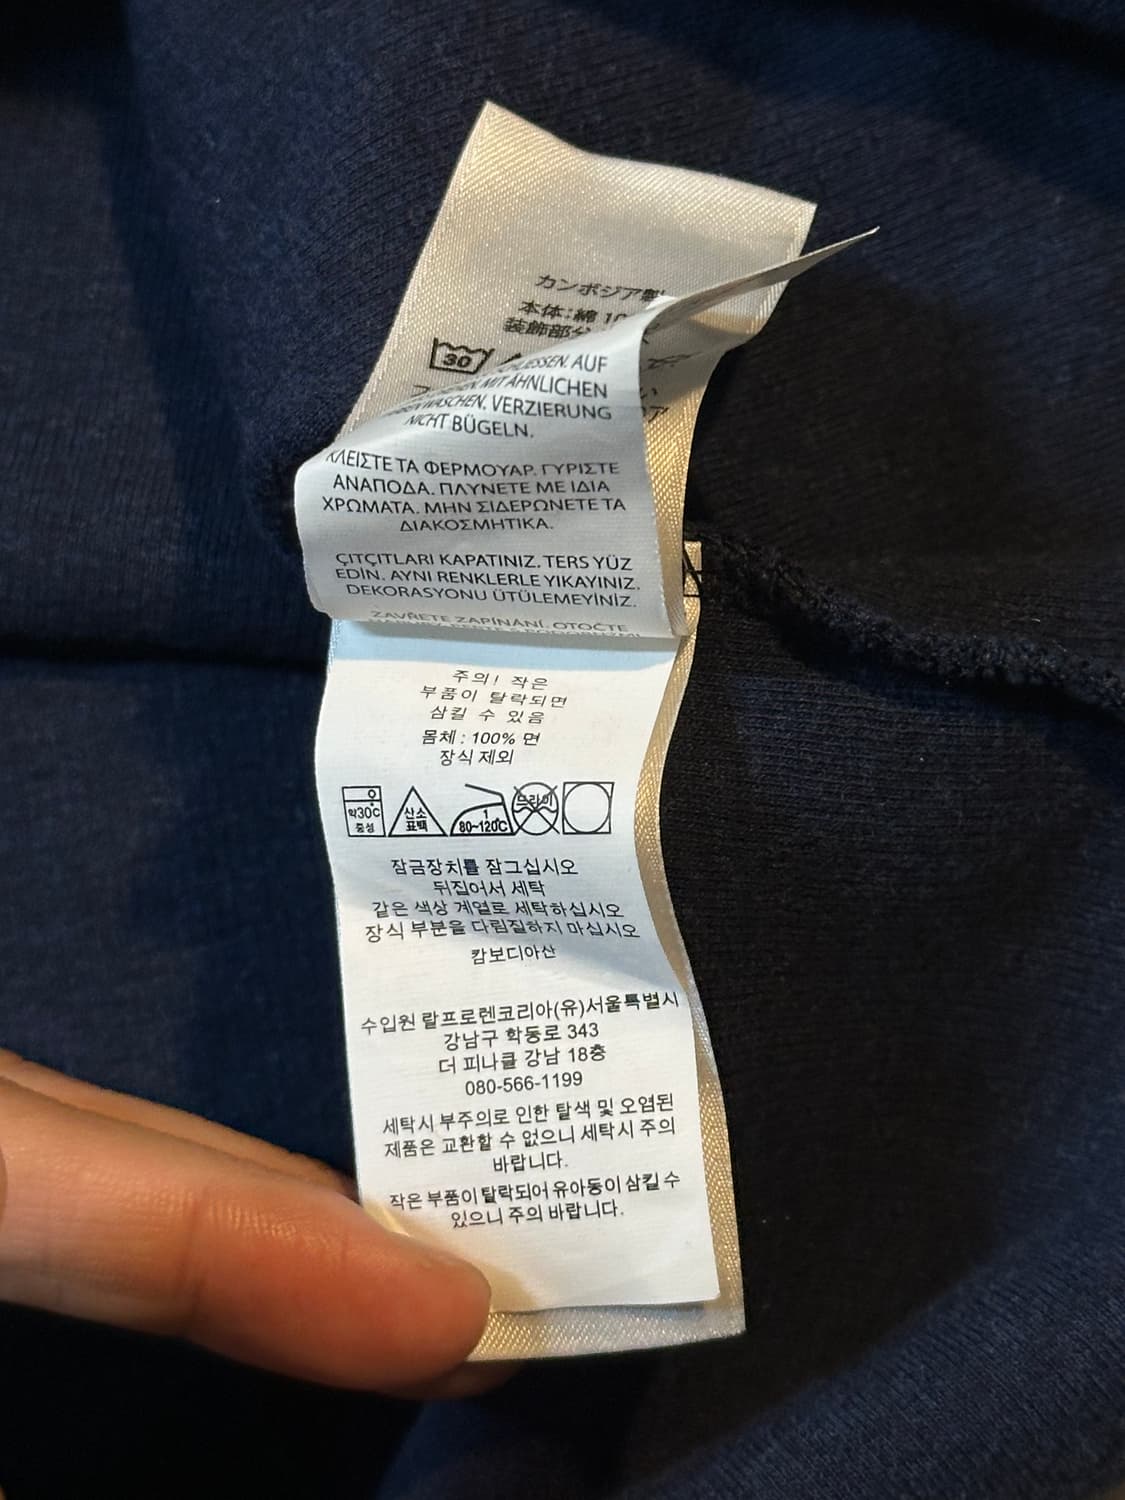 カンボジア製
本体:綿
装飾部分
30
AUF
MIT ÄHNLICHEN
VERZIERUNG
NICHT BÜGELN.
ΚΛΕΙΣΤΕ ΤΑ ΦΕΡΜΟΥΑΡ. ΓΥΡΙΣΤΕ
ΑΝΑΠΟΔΑ. ΠΛΥΝΕΤΕ ΜΕ ΙΔΙΑ
ΧΡΩΜΑΤΑ. ΜΗΝ ΣΙΔΕΡΩΝΕΤΕ ΤΑ
ΔΙΑΚΟΣΜΗΤΙΚΑ.
ÇITÇITLARI KAPATINIZ. TERS YÜZ
EDİN. AYNI RENKLERLE YIKAYINIZ.
DEKORASYONU ÜTÜLEMEYİNİZ.
ZAVŘETE ZAPÍNÁNÍ. OTOČTE
주의! 작은
부품이 탈락되면
삼킬 수 있음
몸체 : 100% 면
장식 제외
약30°C 중성
산소 표백
1 80~120°C
드라이
잠금장치를 잠그십시오
뒤집어서 세탁
같은 색상 계열로 세탁하십시오
장식 부분을 다림질하지 마십시오
캄보디아산
수입원 랄프로렌코리아(유)서울특별시
강남구 학동로 343
더 피나클 강남 18층
080-566-1199
세탁시 부주의로 인한 탈색 및 오염된
제품은 교환할 수 없으니 세탁시 주의
바랍니다.
작은 부품이 탈락되어 유아동이 삼킬 수
있으니 주의 바랍니다.